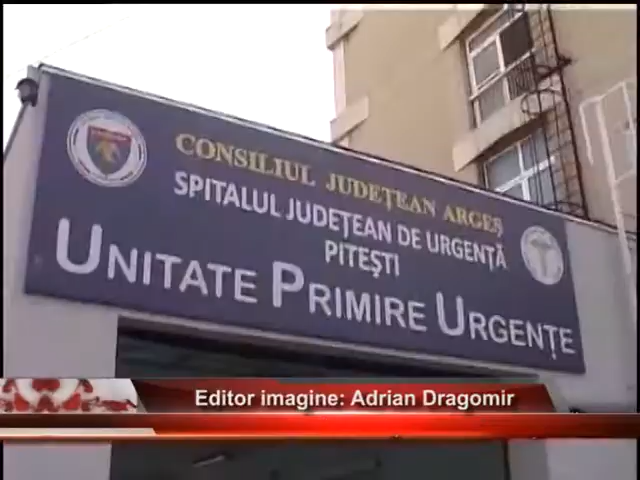 CONSILIUL JUDEȚEAN ARGEȘ
SPITALUL JUDEȚEAN DE URGENȚĂ
PITEȘTI
UNITATE PRIMIRE URGENȚE
Editor imagine: Adrian Dragomir